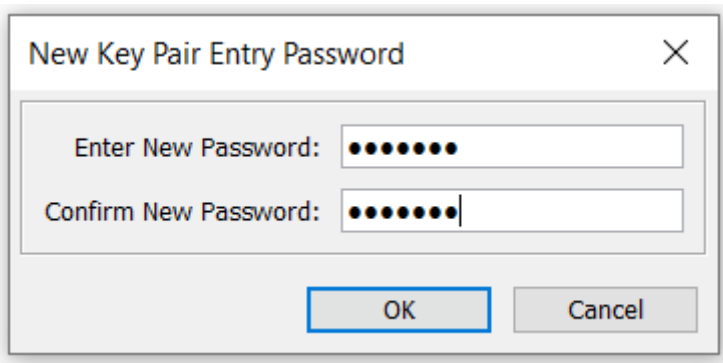 New Key Pair Entry Password
Enter New Password: ●●●●●●●
Confirm New Password: ●●●●●●●
OK Cancel